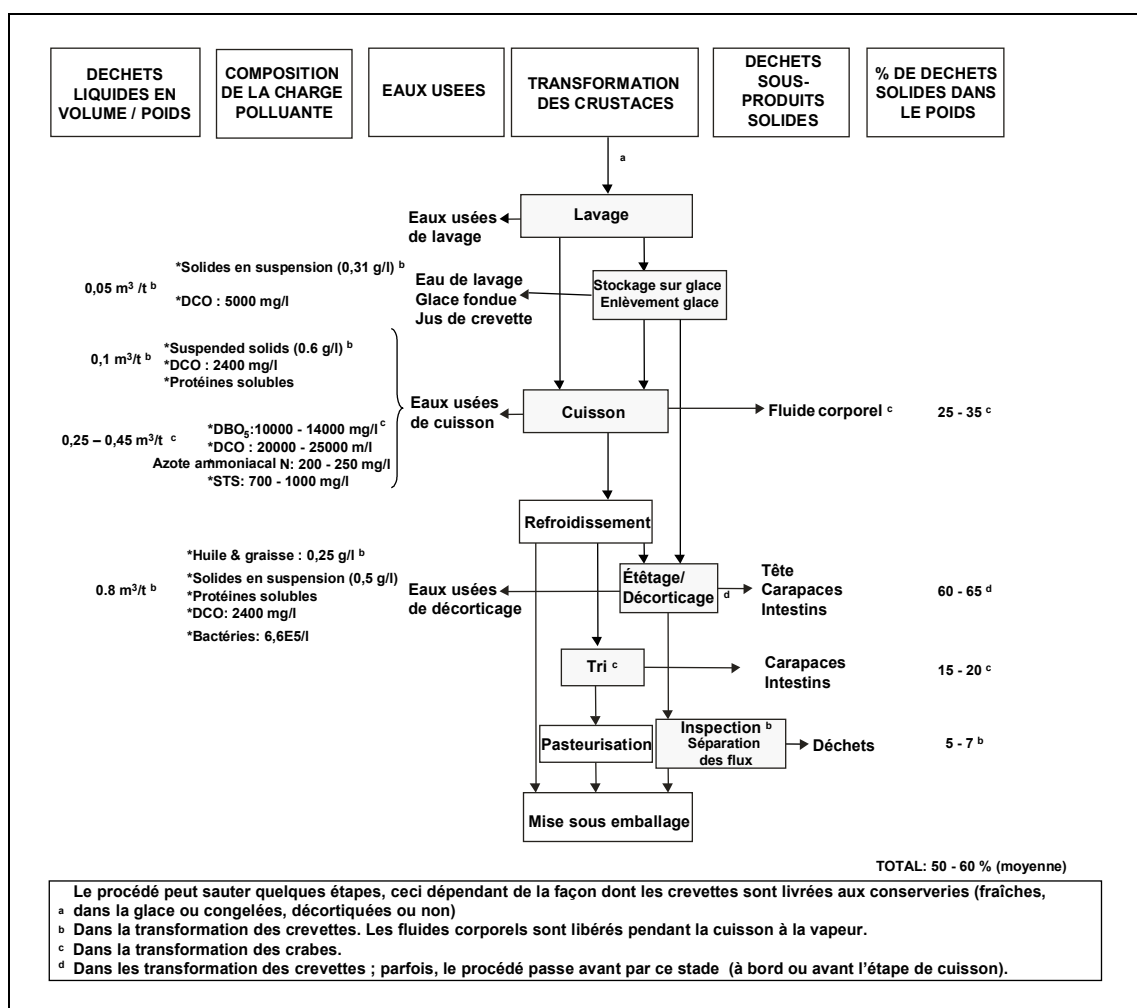 DECHETS
LIQUIDES EN
VOLUME / POIDS
COMPOSITION
DE LA CHARGE
POLLUANTE
EAUX USEES
TRANSFORMATION
DES CRUSTACES
DECHETS
SOUS-
PRODUITS
SOLIDES
% DE DECHETS
SOLIDES DANS
LE POIDS
a
Lavage
Eaux usées
de lavage
0,05 m³ /t ᵇ
*Solides en suspension (0,31 g/l) ᵇ
*DCO : 5000 mg/l
Eau de lavage
Glace fondue
Jus de crevette
Stockage sur glace
Enlèvement glace
0,1 m³/t ᵇ
*Suspended solids (0.6 g/l) ᵇ
*DCO : 2400 mg/l
*Protéines solubles
0,25 – 0,45 m³/t ᶜ
*DBO₅:10000 - 14000 mg/l ᶜ
*DCO : 20000 - 25000 m/l
*
Azote ammoniacal N: 200 - 250 mg/l
*STS: 700 - 1000 mg/l
Eaux usées
de cuisson
Cuisson
Fluide corporel ᶜ
25 - 35 ᶜ
Refroidissement
0.8 m³/t ᵇ
*Huile & graisse : 0,25 g/l ᵇ
*Solides en suspension (0,5 g/l)
*Protéines solubles
*DCO: 2400 mg/l
*Bactéries: 6,6E5/l
Eaux usées
de décorticage
Étêtage/
Décorticage
d
Tête
Carapaces
Intestins
60 - 65 ᵈ
Tri ᶜ
Carapaces
Intestins
15 - 20 ᶜ
Pasteurisation
Inspection ᵇ
Séparation
des flux
Déchets
5 - 7 ᵇ
Mise sous emballage
TOTAL: 50 - 60 % (moyenne)
Le procédé peut sauter quelques étapes, ceci dépendant de la façon dont les crevettes sont livrées aux conserveries (fraîches,
a dans la glace ou congelées, décortiquées ou non)
b Dans la transformation des crevettes. Les fluides corporels sont libérés pendant la cuisson à la vapeur.
c Dans la transformation des crabes.
d Dans les transformation des crevettes ; parfois, le procédé passe avant par ce stade (à bord ou avant l’étape de cuisson).